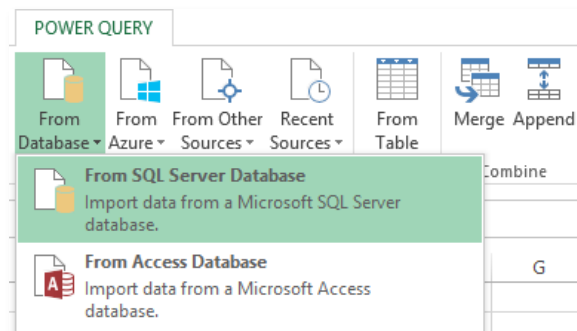 POWER QUERY
From Database
From Azure
From Other Sources
Recent Sources
From Table
Merge
Append
Combine
From SQL Server Database
Import data from a Microsoft SQL Server
database.
From Access Database
Import data from a Microsoft Access
database.
A
G